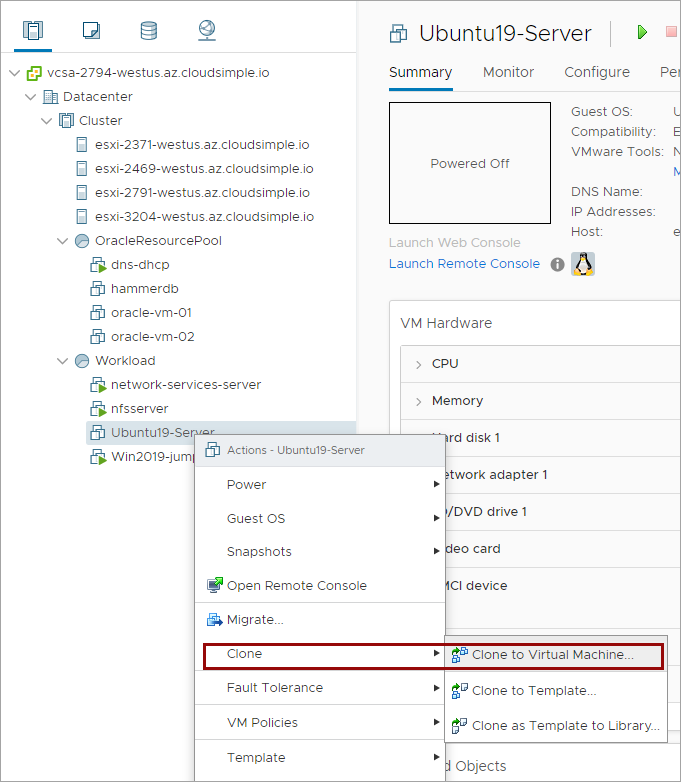 vcsa-2794-westus.az.cloudsimple.io
Datacenter
Cluster
esxi-2371-westus.az.cloudsimple.io
esxi-2469-westus.az.cloudsimple.io
esxi-2791-westus.az.cloudsimple.io
esxi-3204-westus.az.cloudsimple.io
OracleResourcePool
dns-dhcp
hammerdb
oracle-vm-01
oracle-vm-02
Workload
network-services-server
nfsserver
Ubuntu19-Server
Win2019-jump
Ubuntu19-Server
Summary Monitor Configure Per
Powered Off
Guest OS: U
Compatibility: E
VMware Tools: N
M
DNS Name:
IP Addresses:
Host: e
Launch Web Console
Launch Remote Console
VM Hardware
CPU
Memory
Hard disk 1
etwork adapter 1
D/DVD drive 1
deo card
MCI device
d Objects
Actions - Ubuntu19-Server
Power
Guest OS
Snapshots
Open Remote Console
Migrate...
Clone
Fault Tolerance
VM Policies
Template
Clone to Virtual Machine...
Clone to Template...
Clone as Template to Library...